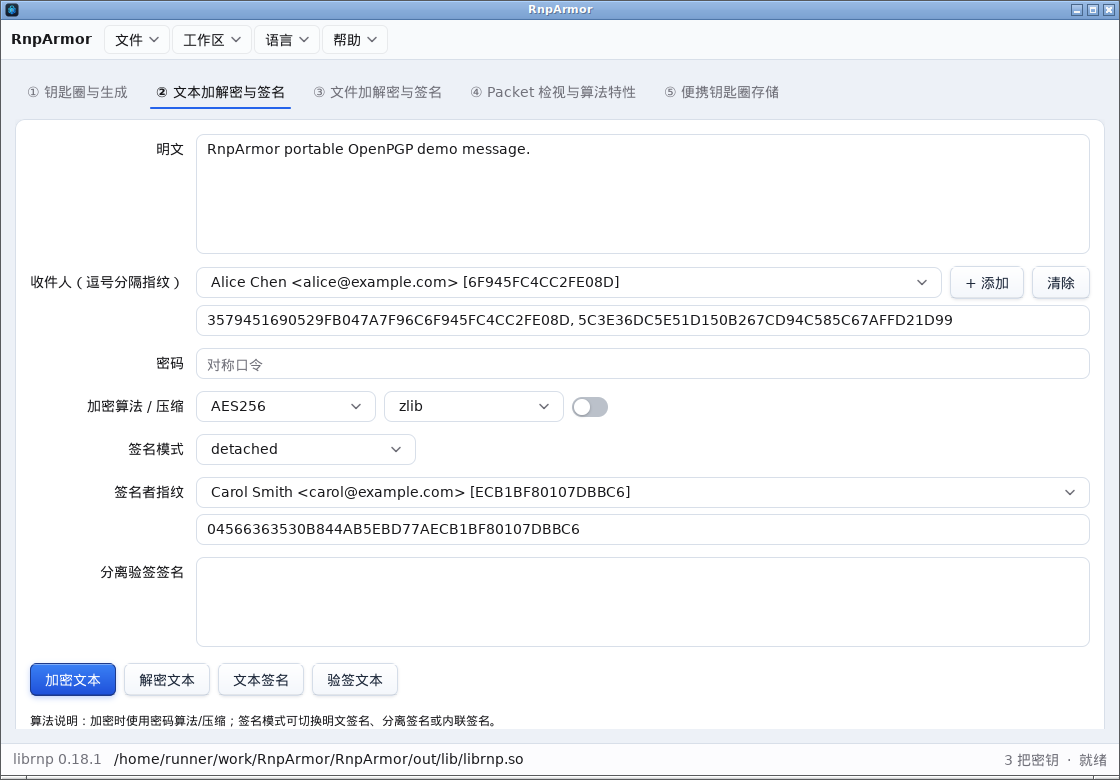 RnpArmor
RnpArmor 文件 工作区 语言 帮助
① 钥匙圈与生成 ② 文本加解密与签名 ③ 文件加解密与签名 ④ Packet 检视与算法特性 ⑤ 便携钥匙圈存储
明文 RnpArmor portable OpenPGP demo message.
收件人 ( 逗号分隔指纹 ) Alice Chen <alice@example.com> [6F945FC4CC2FE08D] + 添加 清除
3579451690529FB047A7F96C6F945FC4CC2FE08D, 5C3E36DC5E51D150B267CD94C585C67AFFD21D99
密码 对称口令
加密算法 / 压缩 AES256 zlib
签名模式 detached
签名者指纹 Carol Smith <carol@example.com> [ECB1BF80107DBBC6]
04566363530B844AB5EBD77AECB1BF80107DBBC6
分离验签签名
加密文本 解密文本 文本签名 验签文本
算法说明：加密时使用密码算法/压缩；签名模式可切换明文签名、分离签名或内联签名。
librnp 0.18.1 /home/runner/work/RnpArmor/RnpArmor/out/lib/librnp.so 3 把密钥 · 就绪